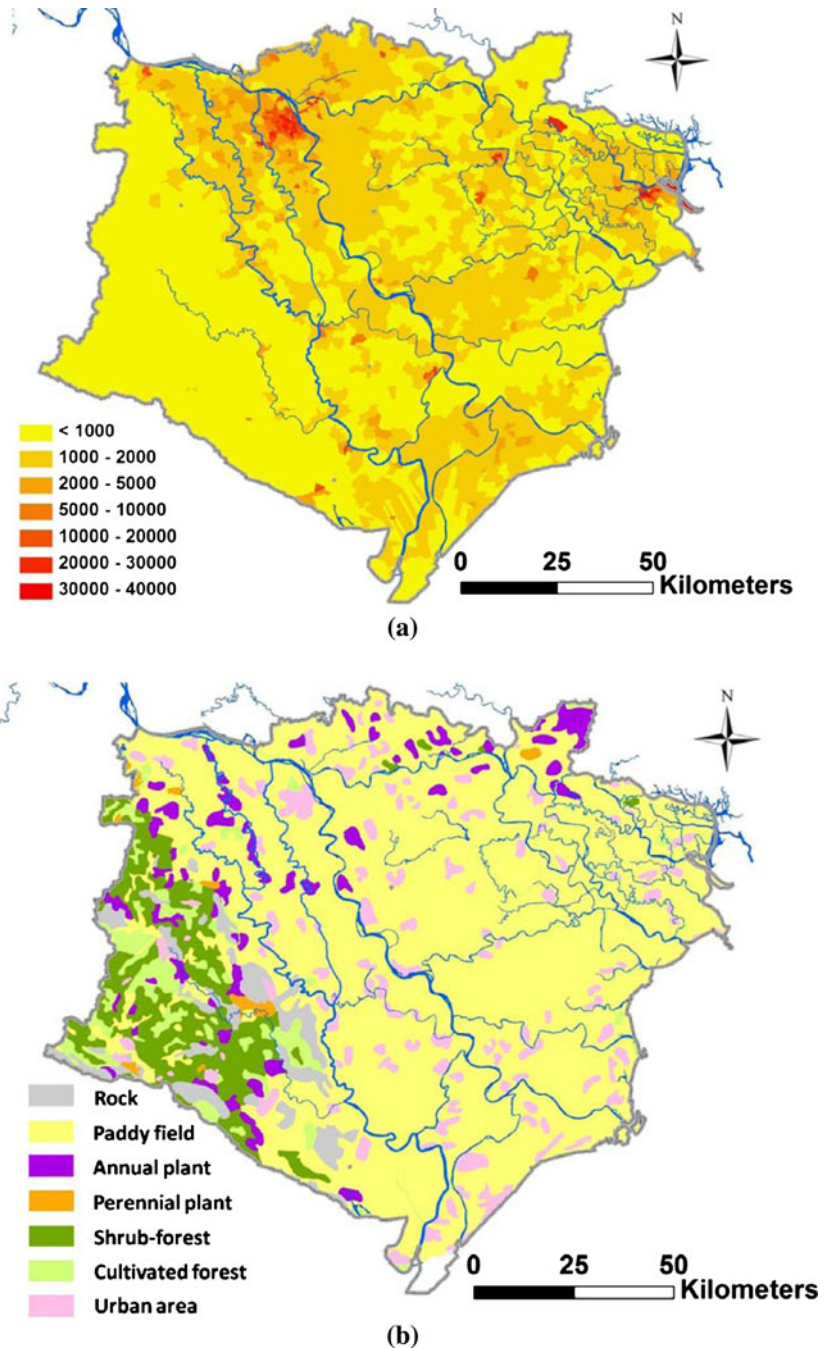 N
< 1000
1000 - 2000
2000 - 5000
5000 - 10000
10000 - 20000
20000 - 30000
30000 - 40000
0 25 50
Kilometers
(a)
N
Rock
Paddy field
Annual plant
Perennial plant
Shrub-forest
Cultivated forest
Urban area
0 25 50
Kilometers
(b)